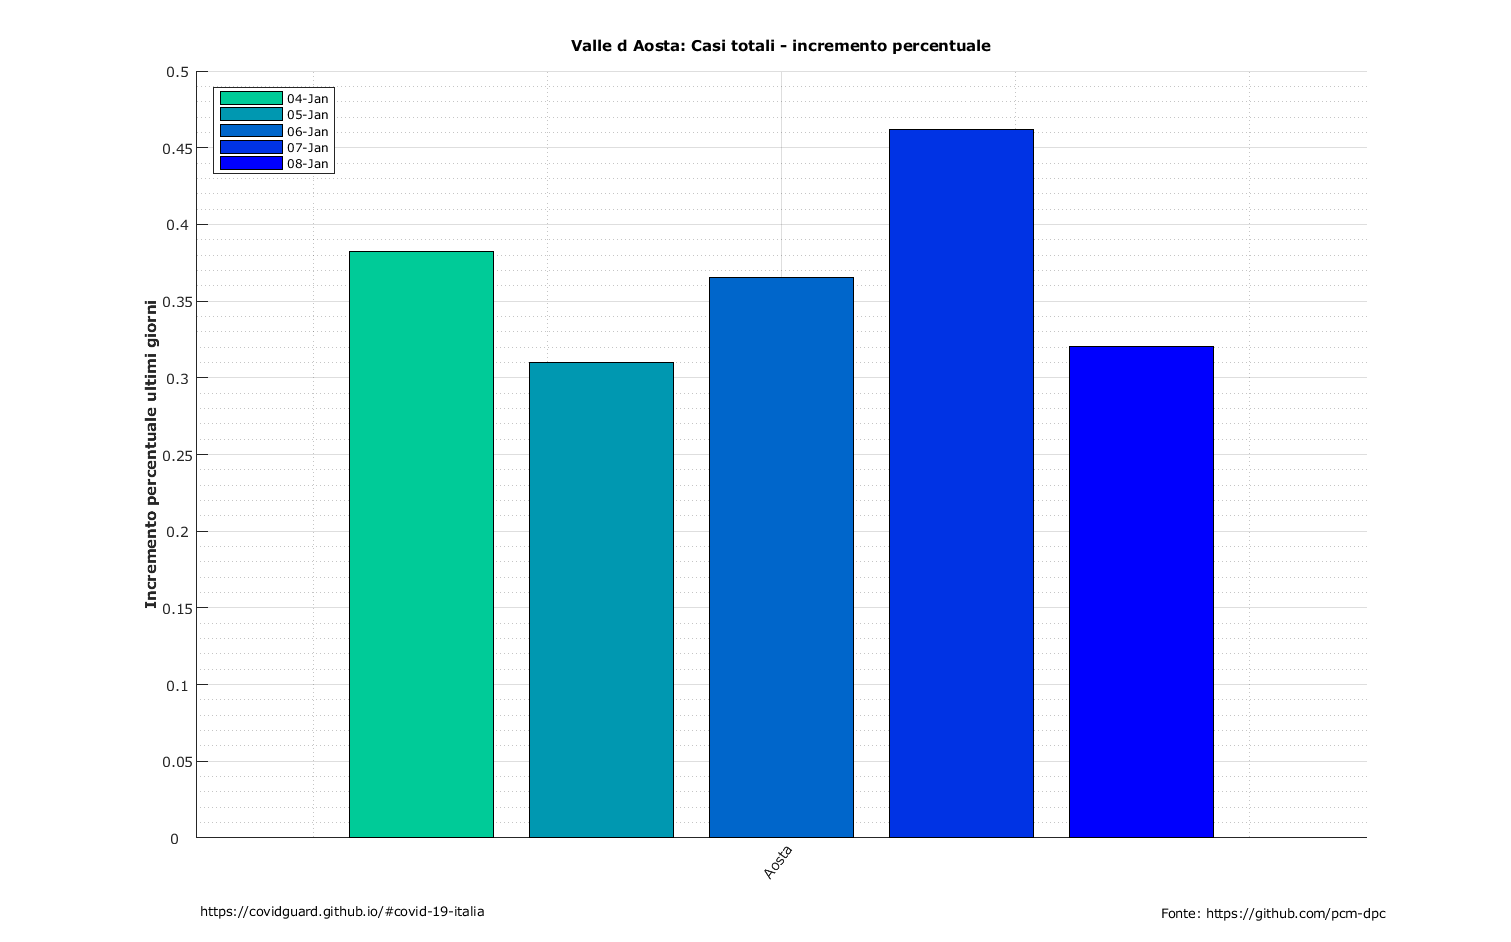 Valle d Aosta: Casi totali - incremento percentuale
0.5
0.45
0.4
0.35
0.3
0.25
0.2
0.15
0.1
0.05
0
Incremento percentuale ultimi giorni
04-Jan
05-Jan
06-Jan
07-Jan
08-Jan
Aosta
https://covidguard.github.io/#covid-19-italia
Fonte: https://github.com/pcm-dpc